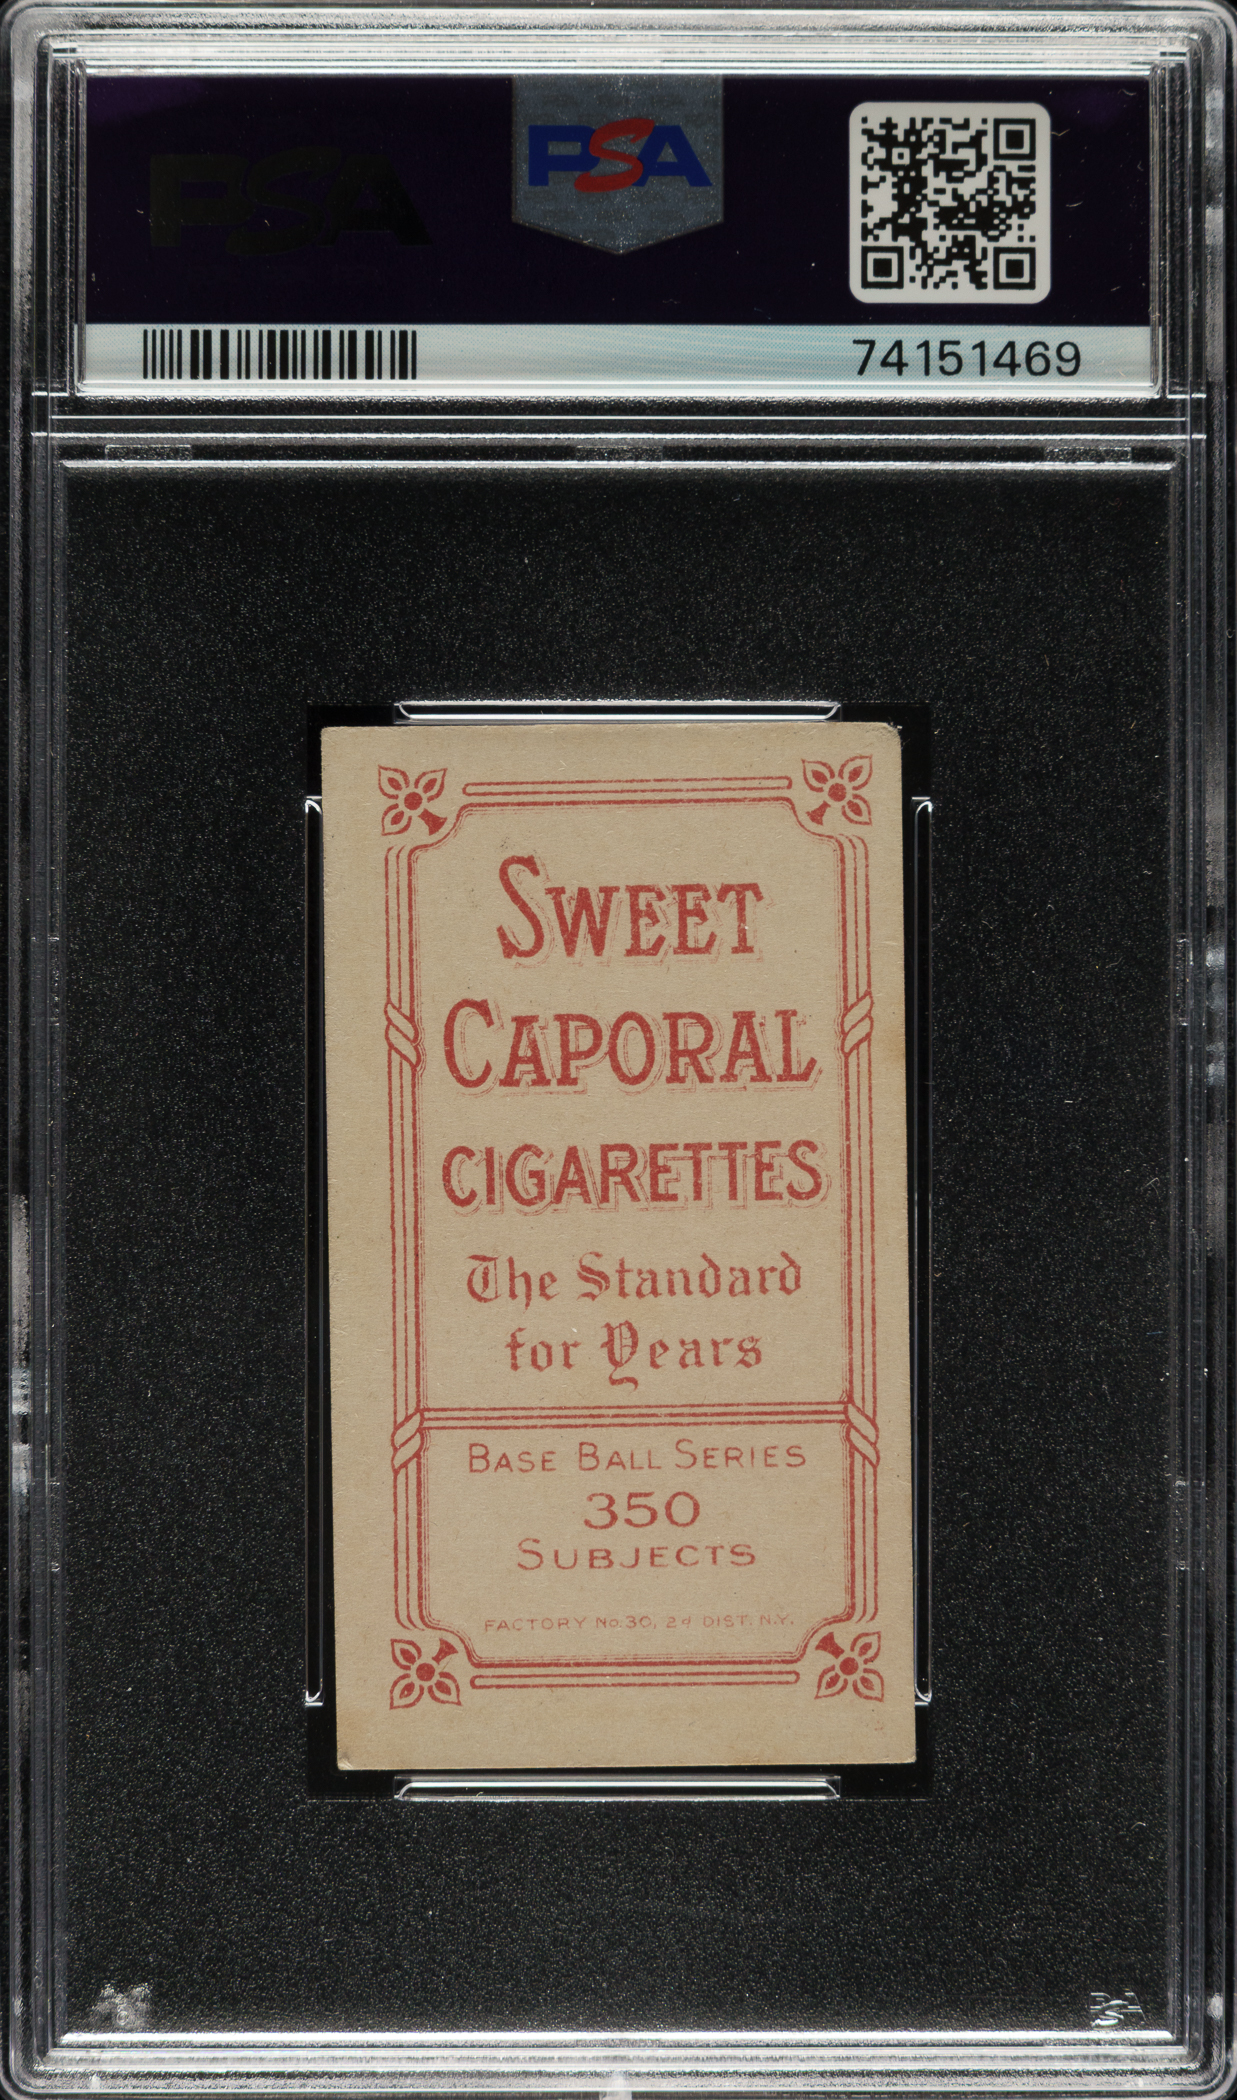 PSA
PSA
74151469
SWEET
CAPORAL
CIGARETTES
The Standard
for Years
BASE BALL SERIES
350
SUBJECTS
FACTORY No. 30, 2d DIST. N.Y.
PSA